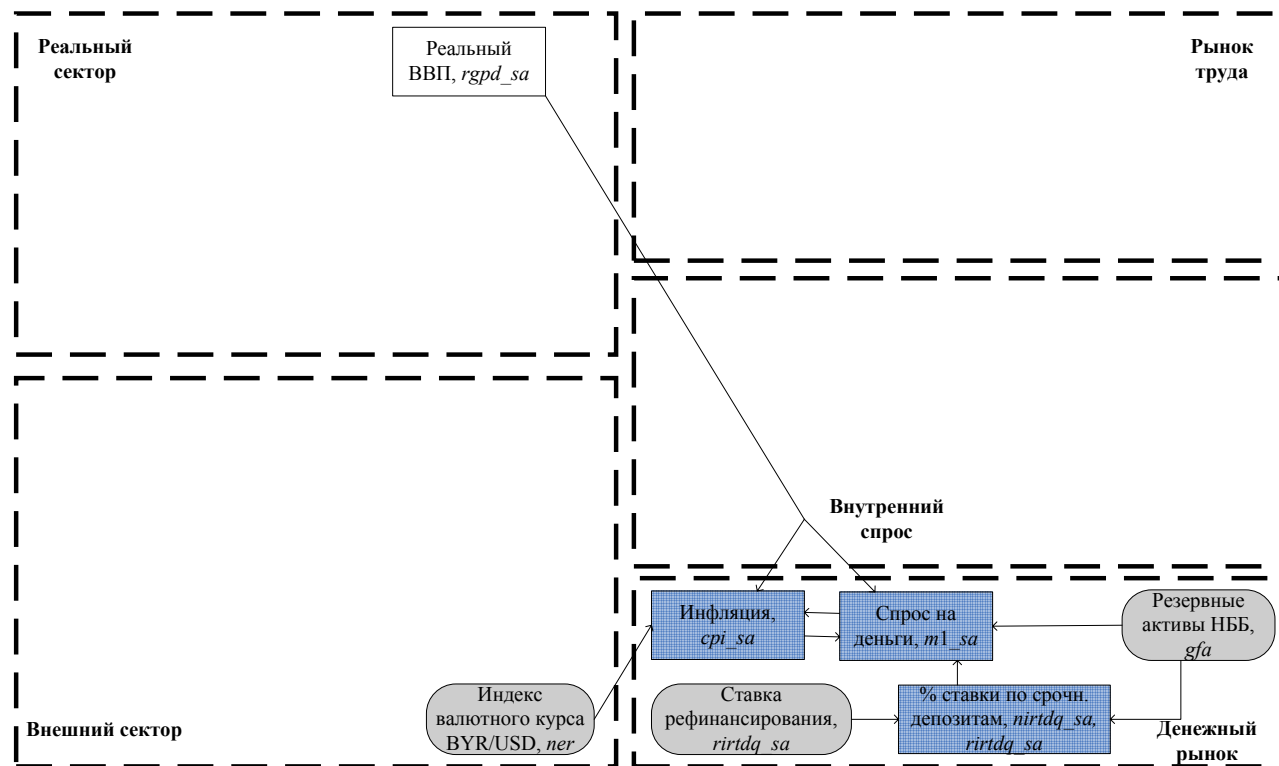 Реальный
сектор
Реальный
ВВП, rgpd_sa
Рынок
труда
Внутренний
спрос
Инфляция,
cpi_sa
Спрос на
деньги, m1_sa
Резервные
активы НББ,
gfa
Внешний сектор
Индекс
валютного курса
BYR/USD, ner
Ставка
рефинансирования,
rirtdq_sa
% ставки по срочн.
депозитам, nirtdq_sa,
rirtdq_sa
Денежный
рынок